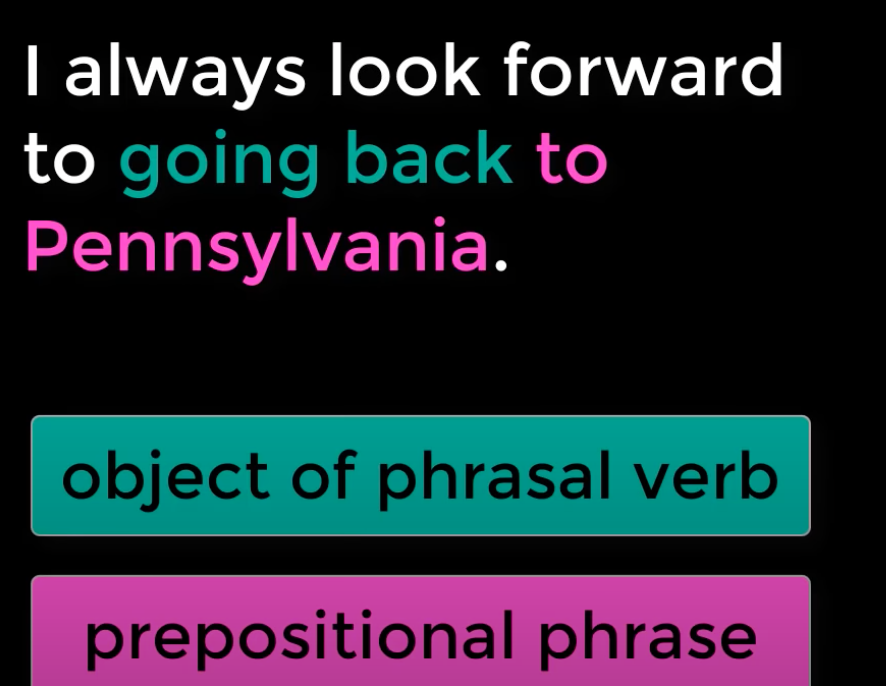 I always look forward
to going back to
Pennsylvania.
object of phrasal verb
prepositional phrase